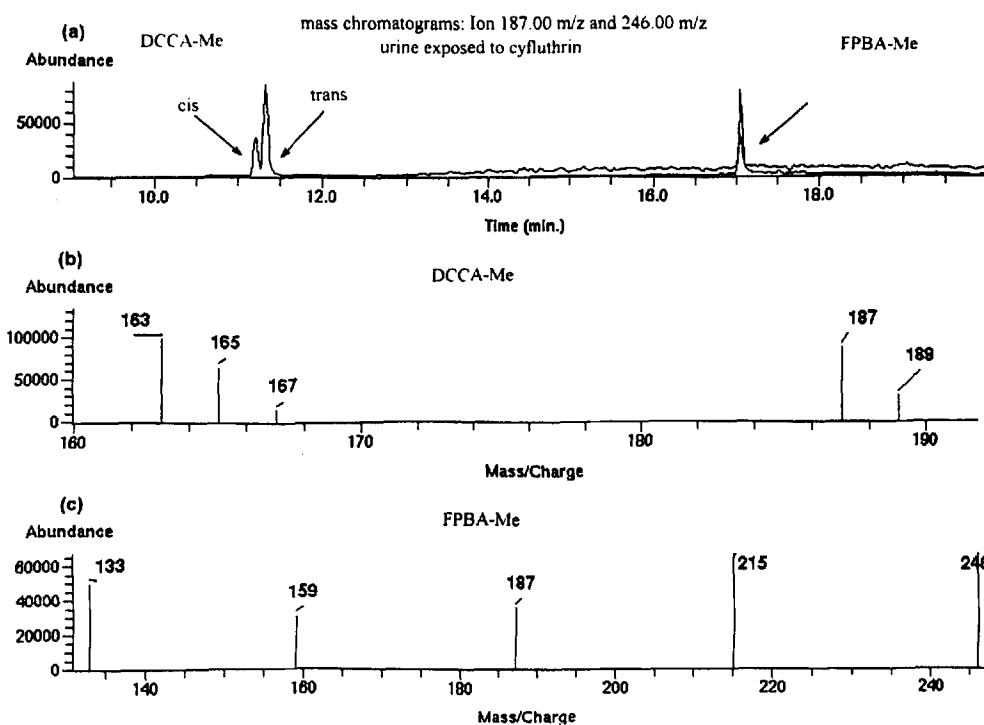 (a)
DCCA-Me
mass chromatograms: Ion 187.00 m/z and 246.00 m/z
urine exposed to cyfluthrin
FPBA-Me
Abundance
cis
trans
50000
0
10.0 12.0 14.0 16.0 18.0
Time (min.)
(b)
DCCA-Me
Abundance
163
165
167
187
189
100000
50000
0
160 170 180 190
Mass/Charge
(c)
FPBA-Me
Abundance
133
159
187
215
246
60000
40000
20000
0
140 160 180 200 220 240
Mass/Charge